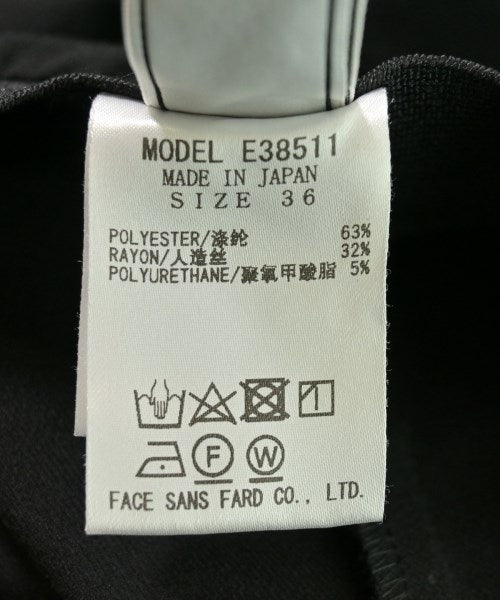 MODEL E38511
MADE IN JAPAN
SIZE 36
POLYESTER/涤纶 63%
RAYON/人造丝 32%
POLYURETHANE/聚氧甲酸脂 5%
F W
FACE SANS FARD CO., LTD.